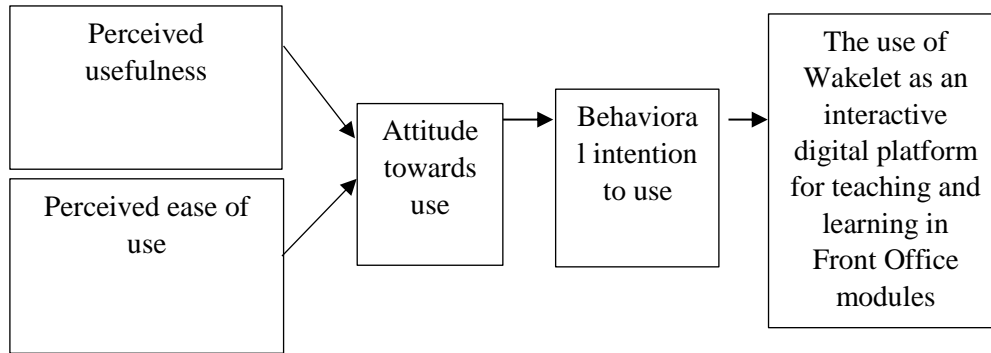 Perceived
usefulness
Perceived ease of
use
Attitude
towards
use
Behaviora
l intention
to use
The use of
Wakelet as an
interactive
digital platform
for teaching and
learning in
Front Office
modules